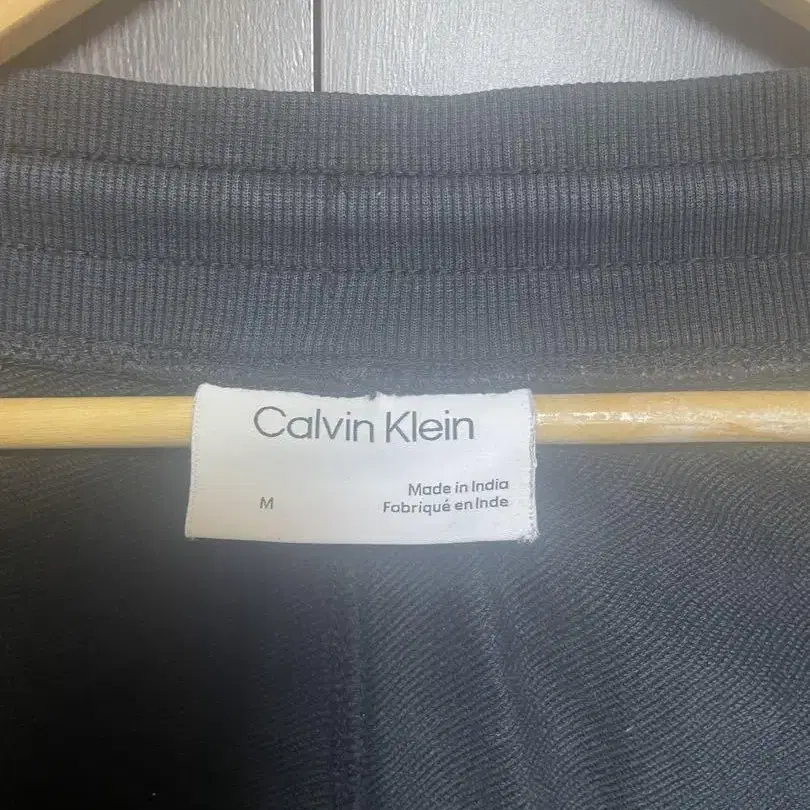 Calvin Klein
Made in India
M
Fabriqué en Inde